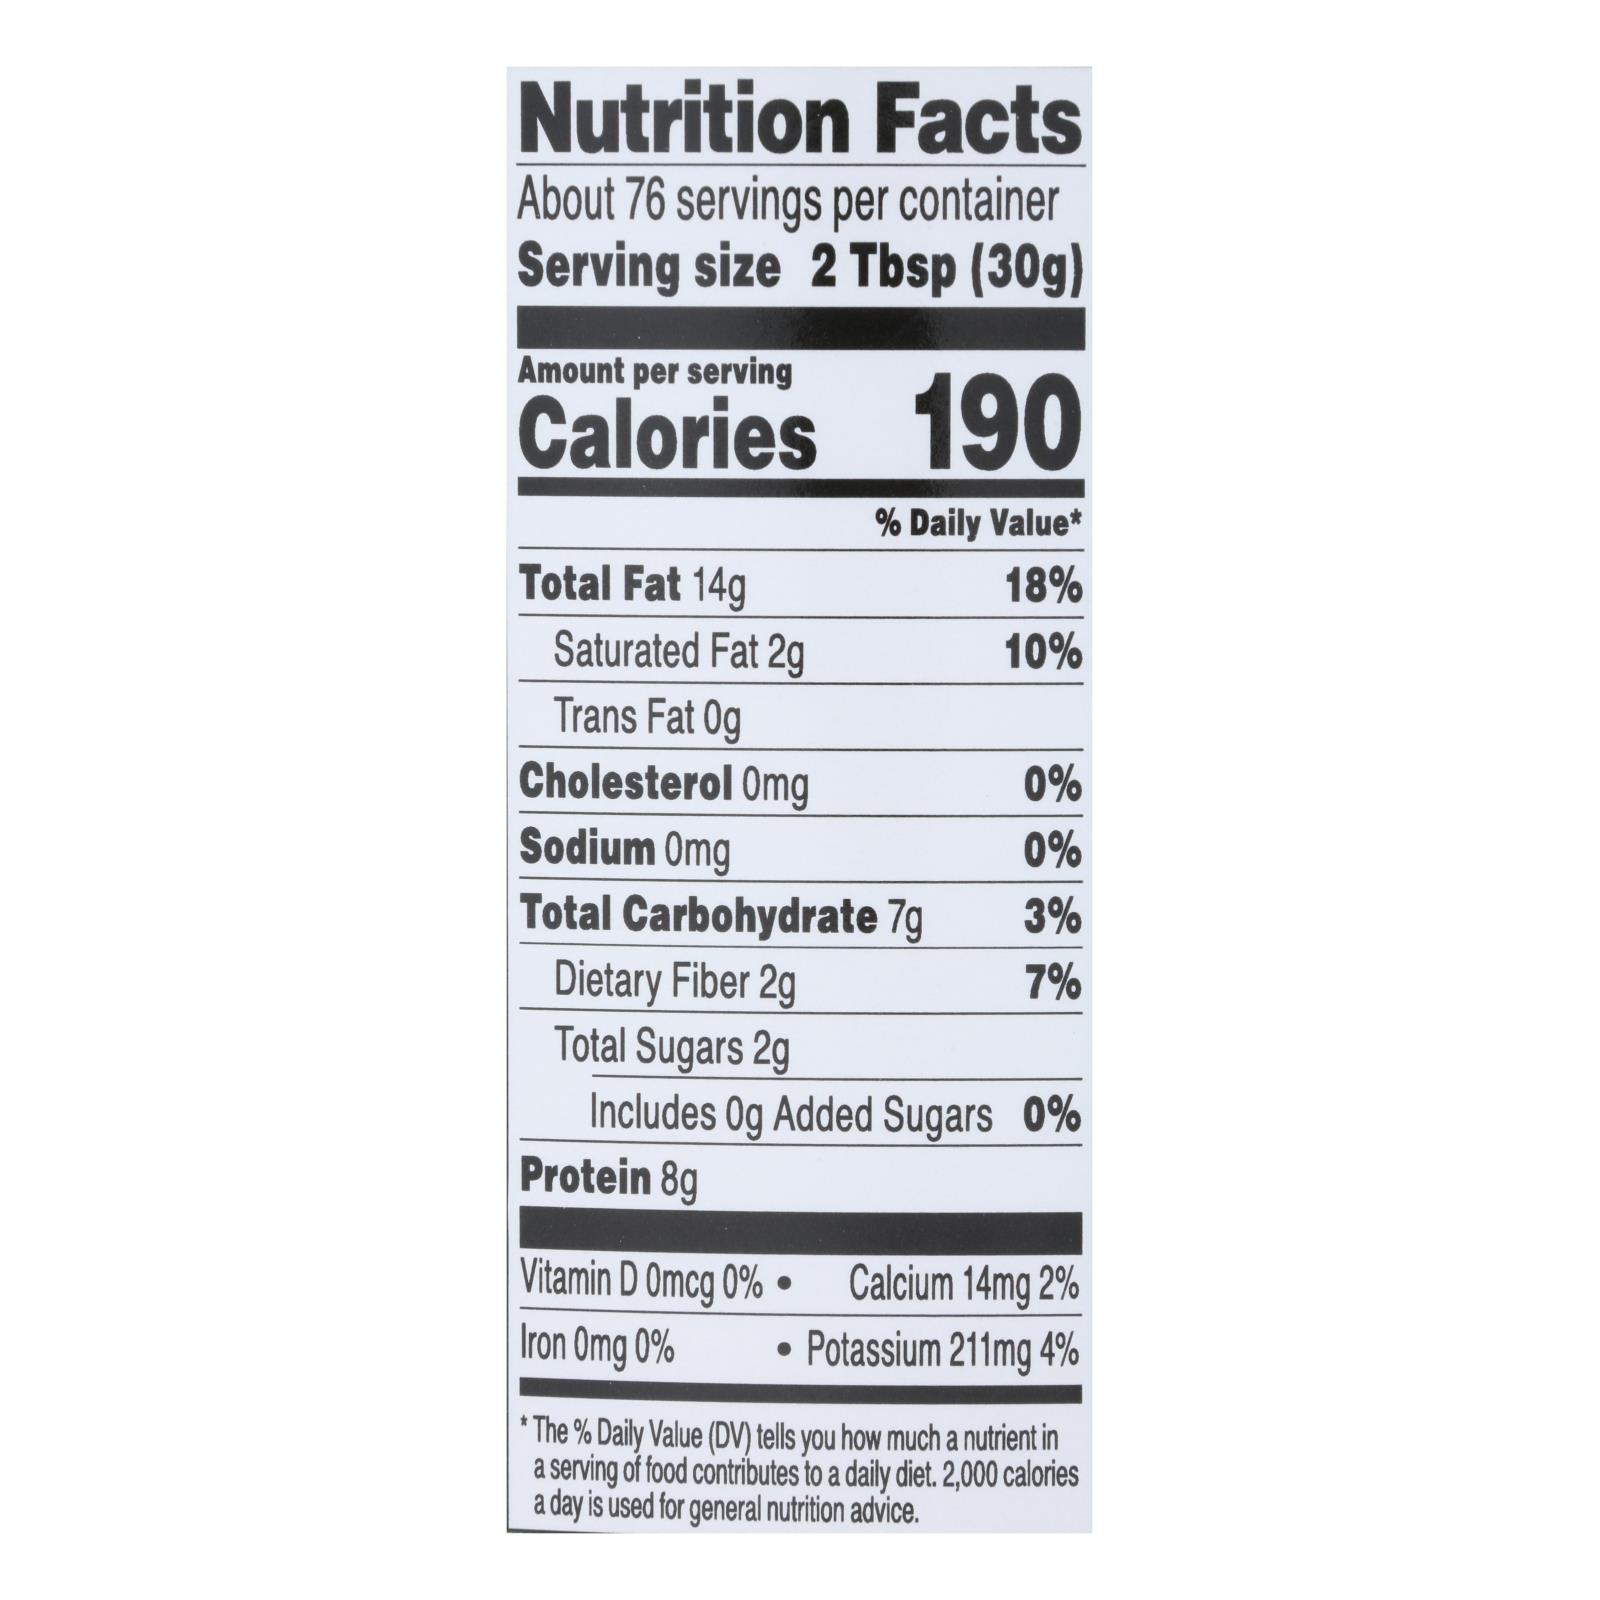 Nutrition Facts
About 76 servings per container
Serving size 2 Tbsp (30g)
Amount per serving
Calories 190
% Daily Value*
Total Fat 14g 18%
Saturated Fat 2g 10%
Trans Fat 0g
Cholesterol 0mg 0%
Sodium 0mg 0%
Total Carbohydrate 7g 3%
Dietary Fiber 2g 7%
Total Sugars 2g
Includes 0g Added Sugars 0%
Protein 8g
Vitamin D 0mcg 0% • Calcium 14mg 2%
Iron 0mg 0% • Potassium 211mg 4%
* The % Daily Value (DV) tells you how much a nutrient in
a serving of food contributes to a daily diet. 2,000 calories
a day is used for general nutrition advice.